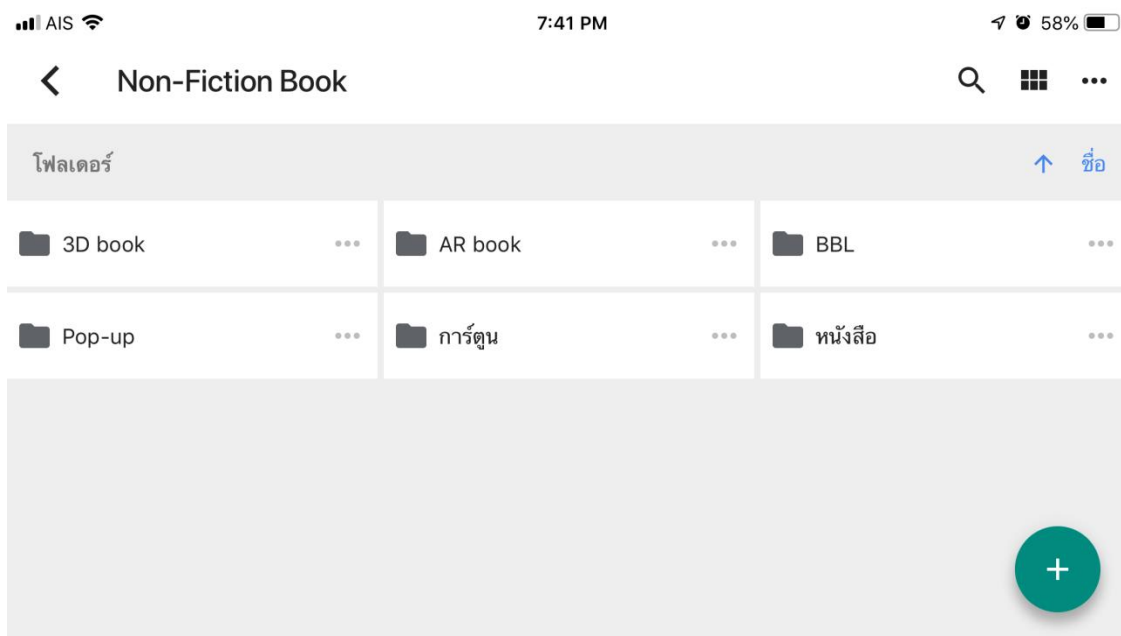 AIS 7:41 PM 58%
Non-Fiction Book
โฟลเดอร์ ชื่อ
3D book AR book BBL
Pop-up การ์ตูน หนังสือ